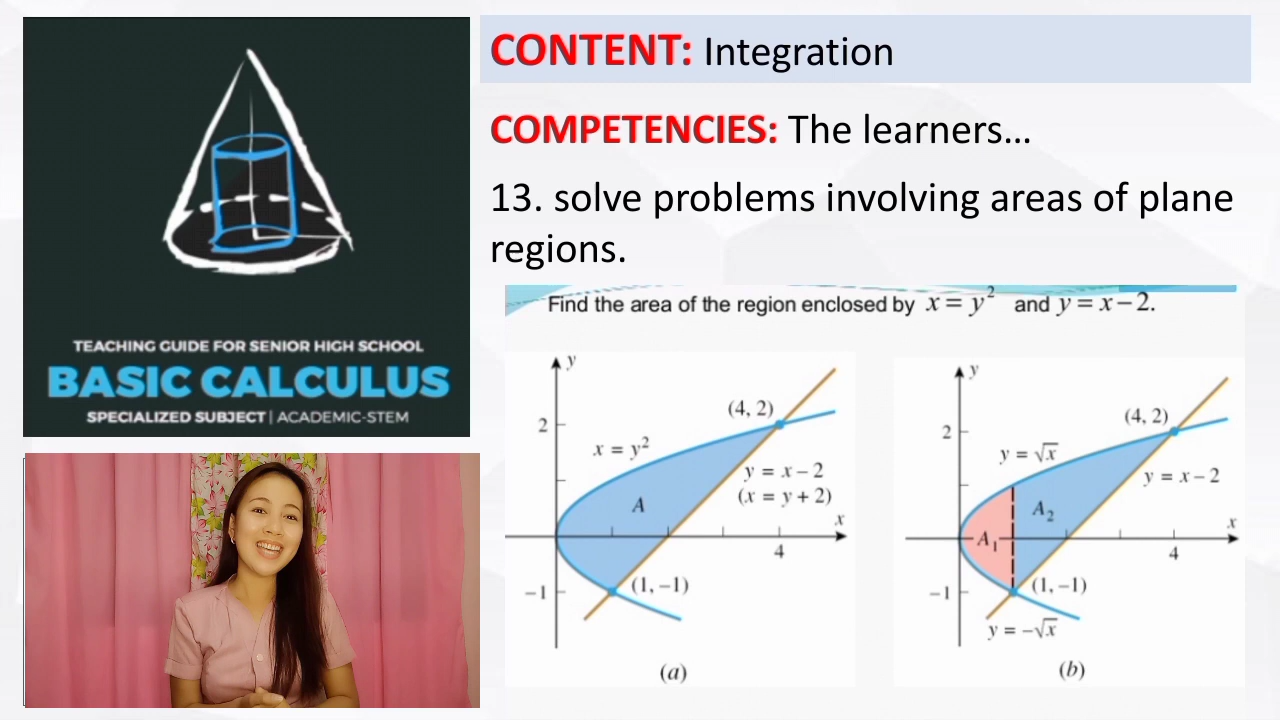 CONTENT: Integration
COMPETENCIES: The learners...
13. solve problems involving areas of plane
regions.
TEACHING GUIDE FOR SENIOR HIGH SCHOOL
BASIC CALCULUS
SPECIALIZED SUBJECT | ACADEMIC-STEM
Find the area of the region enclosed by x = y² and y = x − 2.
y
(4, 2)
2
x = y²
y = x − 2
(x = y + 2)
A
x
4
−1
(1, −1)
(a)
y
(4, 2)
2
y = √x
y = x − 2
A₂
x
A₁
4
−1
(1, −1)
y = −√x
(b)